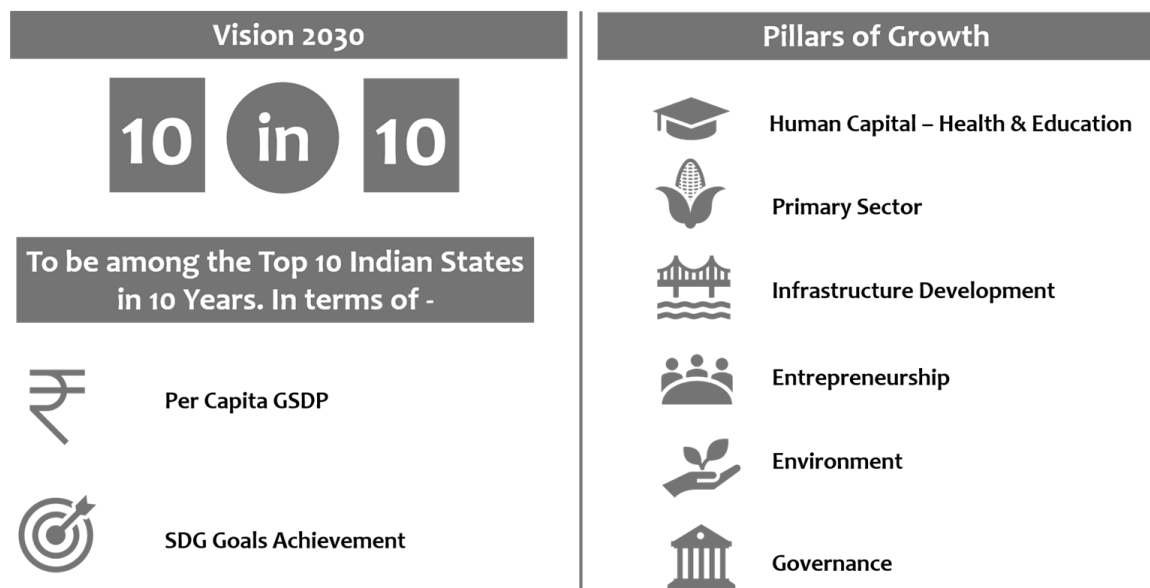 Vision 2030
10 in 10
To be among the Top 10 Indian States
in 10 Years. In terms of -
Per Capita GSDP
SDG Goals Achievement
Pillars of Growth
Human Capital – Health & Education
Primary Sector
Infrastructure Development
Entrepreneurship
Environment
Governance